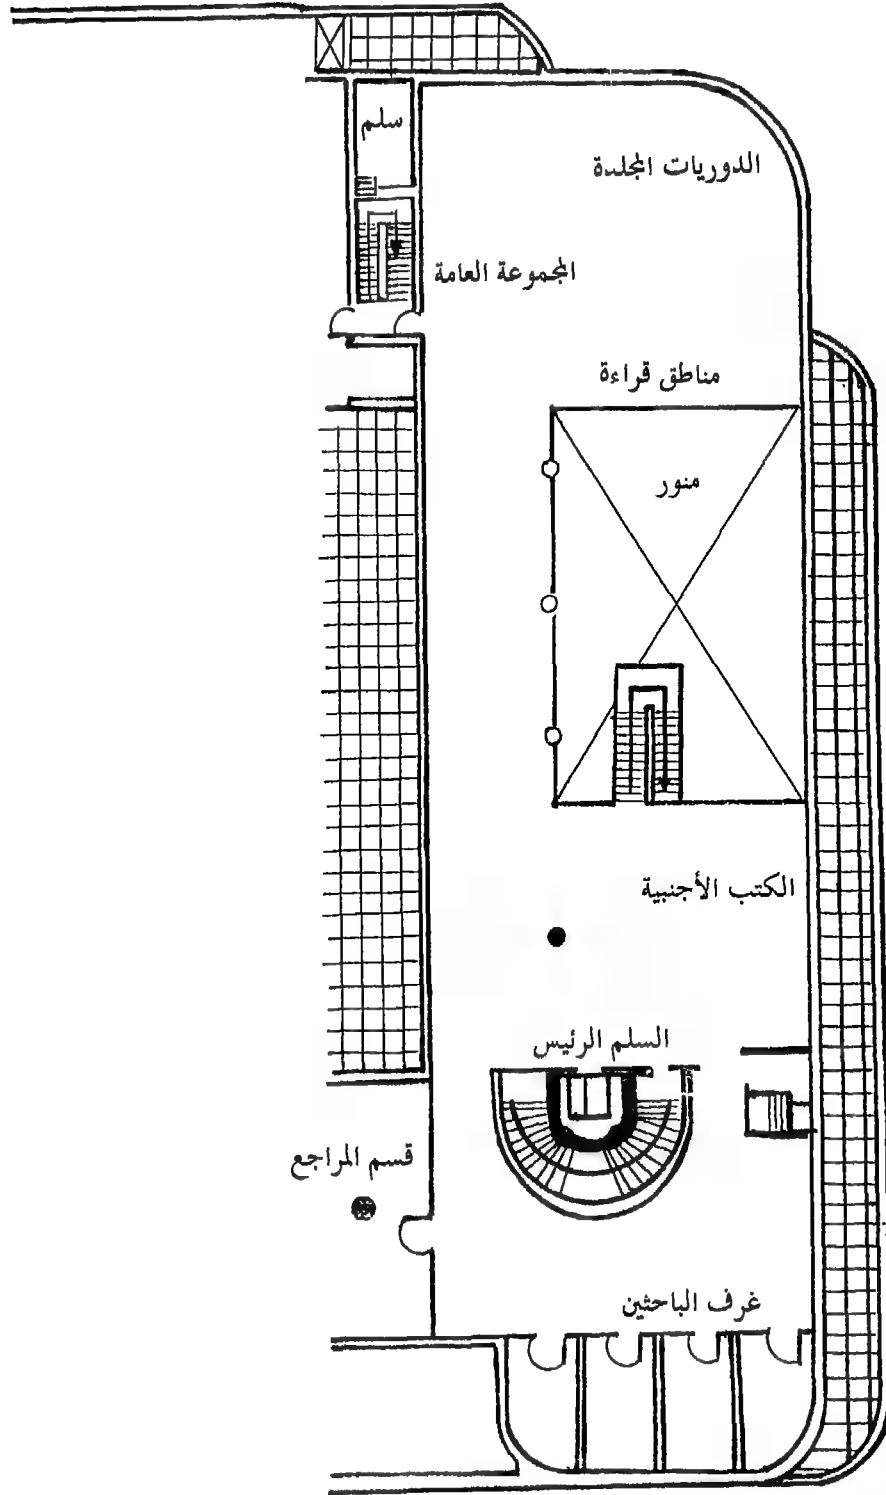 سلم
الدوريات المجلدة
المجموعة العامة
مناطق قراءة
منور
الكتب الأجنبية
السلم الرئيس
قسم المراجع
غرف الباحثين